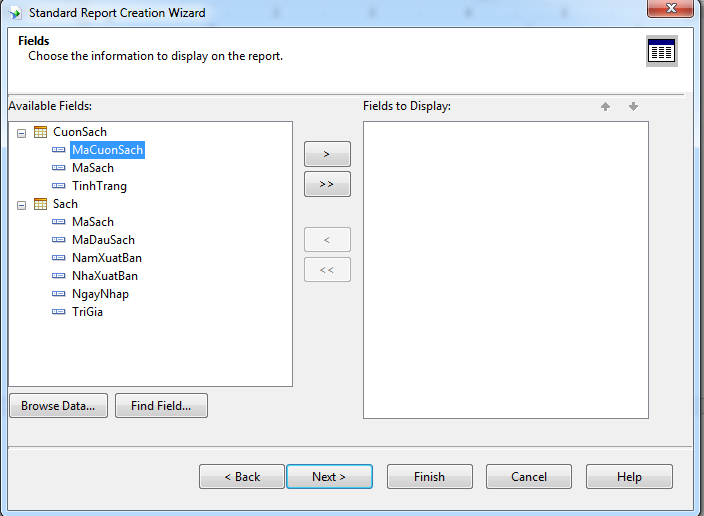 Standard Report Creation Wizard
Fields
Choose the information to display on the report.
Available Fields:
Fields to Display:
CuonSach
MaCuonSach
MaSach
TinhTrang
Sach
MaSach
MaDauSach
NamXuatBan
NhaXuatBan
NgayNhap
TriGia
>
>>
<
<<
Browse Data...
Find Field...
< Back
Next >
Finish
Cancel
Help